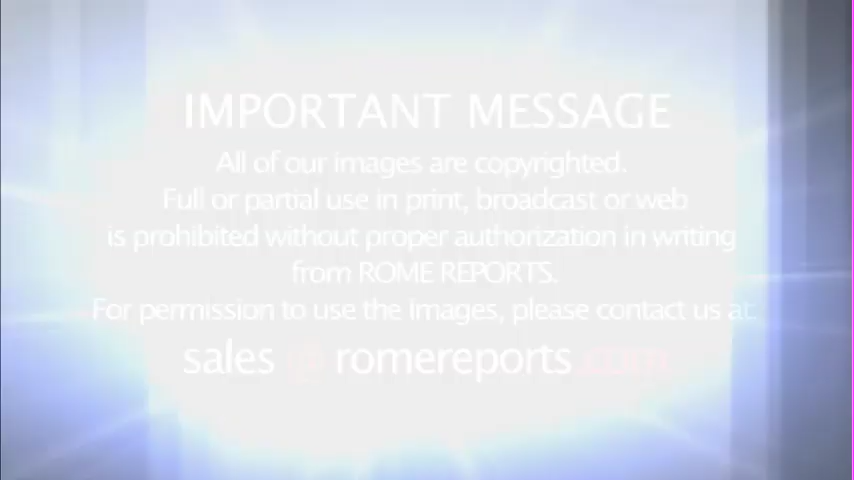 IMPORTANT MESSAGE
All of our images are copyrighted.
Full or partial use in print, broadcast or web
is prohibited without proper authorization in writing
from ROME REPORTS.
For permission to use the images, please contact us at:
sales @ romereports.com